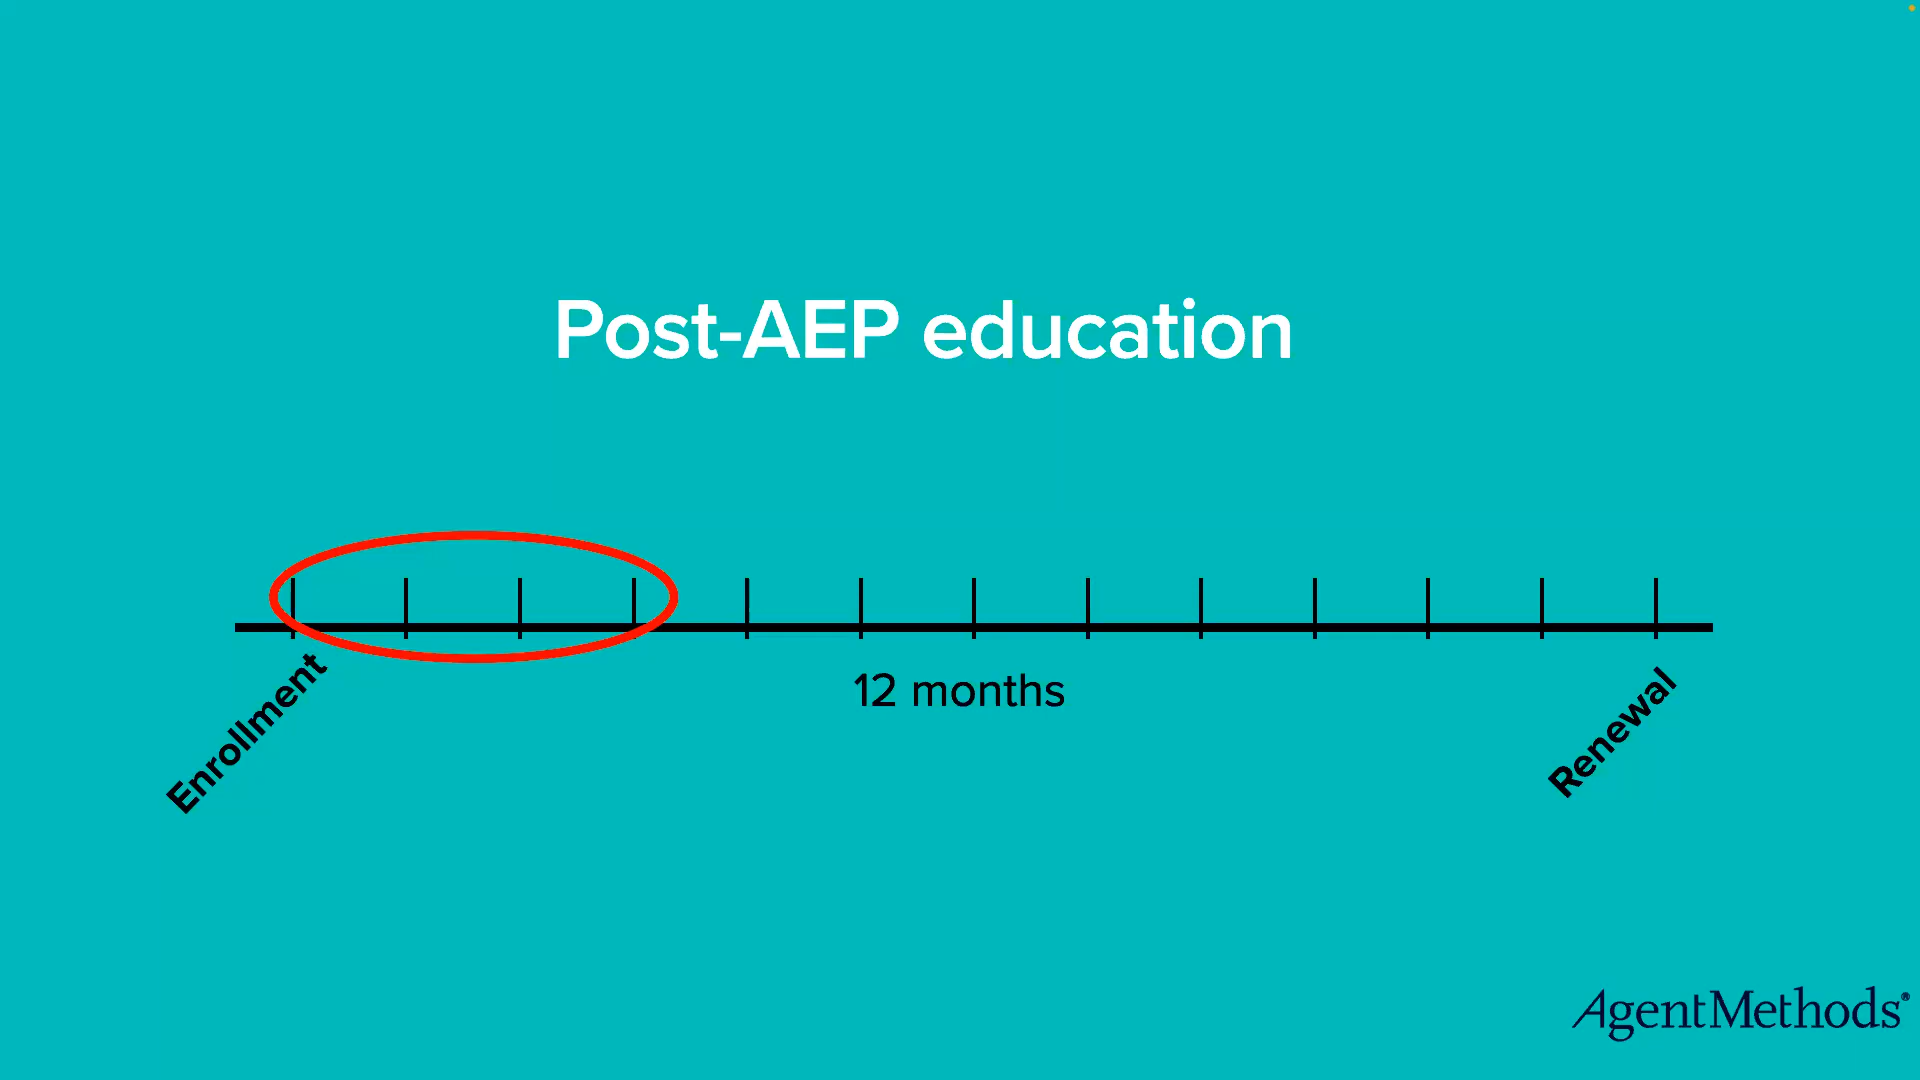 Post-AEP education
Enrollment
12 months
Renewal
AgentMethods®